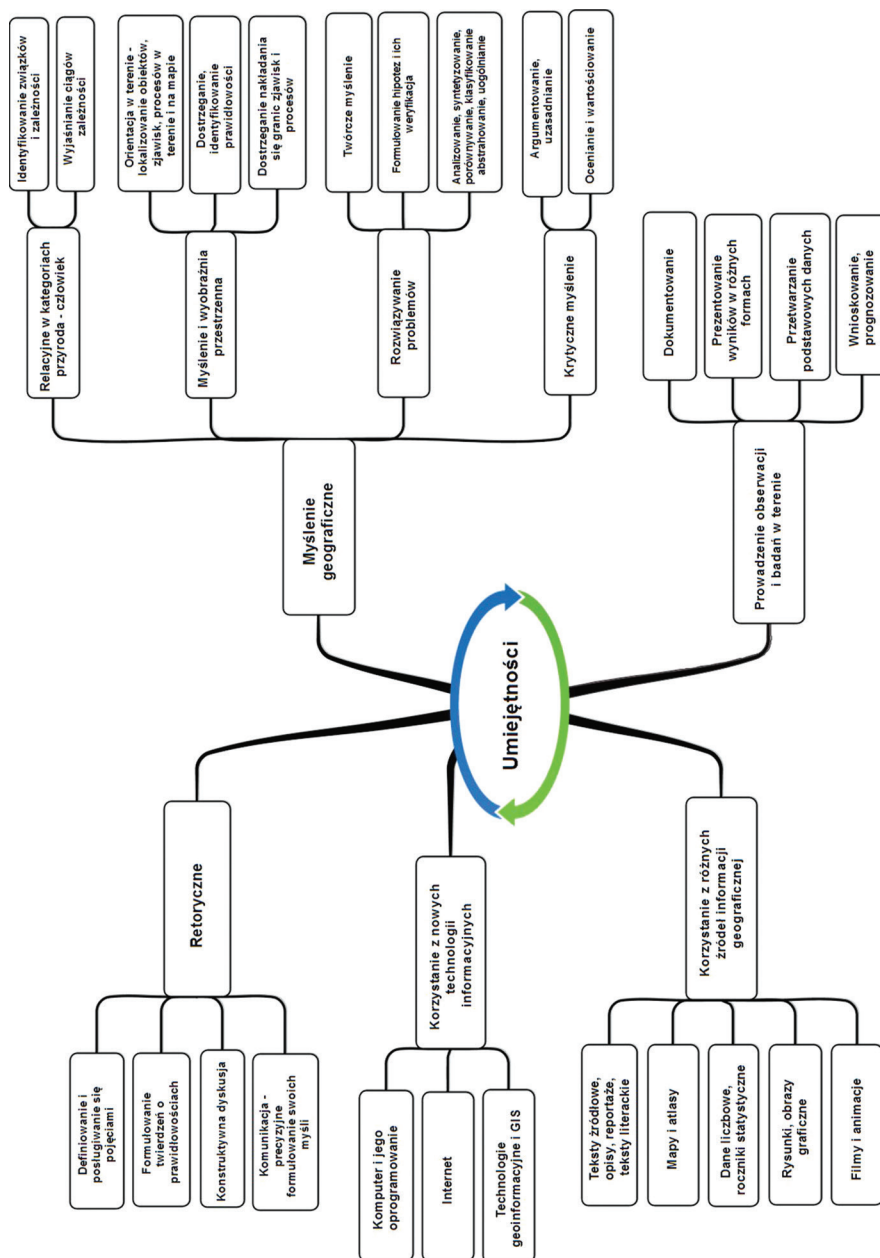 Umiejętności
Retoryczne
Definiowanie i
posługiwanie się
pojęciami
Formułowanie
twierdzeń o
prawidłowościach
Konstruktywna dyskusja
Komunikacja -
precyzyjne
formułowanie swoich
myśli
Korzystanie z nowych
technologii
informacyjnych
Komputer i jego
oprogramowanie
Internet
Technologie
geoinformacyjne i GIS
Korzystanie z różnych
źródeł informacji
geograficznej
Teksty źródłowe,
opisy, reportaże,
teksty literackie
Mapy i atlasy
Dane liczbowe,
roczniki statystyczne
Rysunki, obrazy
graficzne
Filmy i animacje
Myślenie
geograficzne
Relacyjne w kategoriach
przyroda - człowiek
Identyfikowanie związków
i zależności
Wyjaśnianie ciągów
zależności
Myślenie i wyobraźnia
przestrzenna
Orientacja w terenie -
lokalizowanie obiektów,
zjawisk, procesów w
terenie i na mapie
Dostrzeganie,
identyfikowanie
prawidłowości
Dostrzeganie nakładania
się granic zjawisk i
procesów
Rozwiązywanie
problemów
Twórcze myślenie
Formułowanie hipotez i ich
weryfikacja
Analizowanie, syntetyzowanie,
porównywanie, klasyfikowanie
abstrahowanie, uogólnianie
Krytyczne myślenie
Argumentowanie,
uzasadnianie
Ocenianie i wartościowanie
Prowadzenie obserwacji
i badań w terenie
Dokumentowanie
Prezentowanie
wyników w różnych
formach
Przetwarzanie
podstawowych danych
Wnioskowanie,
prognozowanie